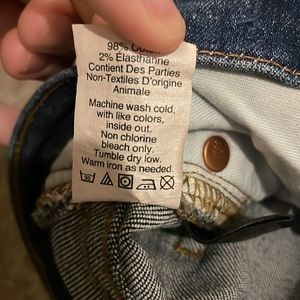 98% Cotton
2% Elasthanne
Contient Des Parties
Non-Textiles D'origine
Animale
Machine wash cold,
with like colors,
inside out.
Non chlorine
bleach only.
Tumble dry low.
Warm iron as needed.